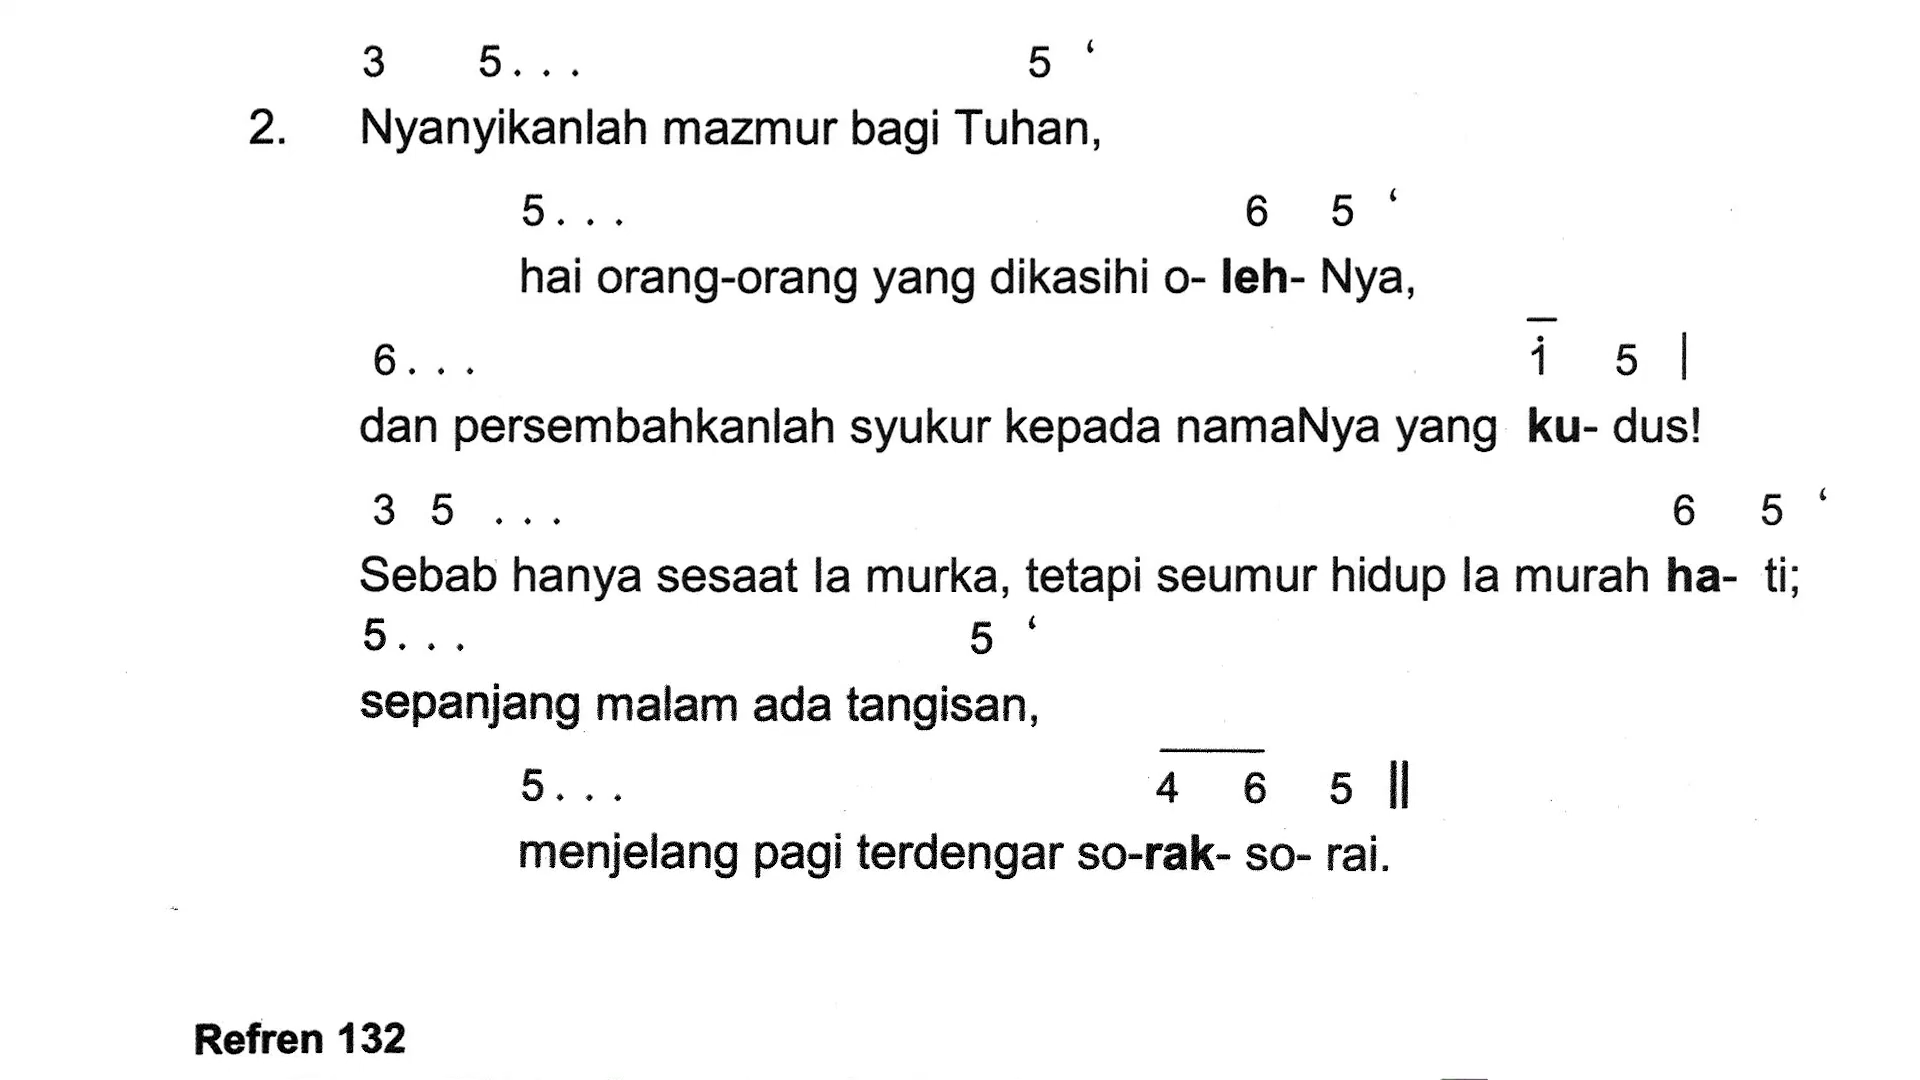 3 5... 5 ‘
2. Nyanyikanlah mazmur bagi Tuhan,
5... 6 5 ‘
hai orang-orang yang dikasihi o- leh- Nya,
6... 1̇ 5 |
dan persembahkanlah syukur kepada namaNya yang ku- dus!
3 5 ... 6 5 ‘
Sebab hanya sesaat Ia murka, tetapi seumur hidup Ia murah ha- ti;
5... 5 ‘
sepanjang malam ada tangisan,
5... 4 6 5 ||
menjelang pagi terdengar so-rak- so- rai.
Refren 132